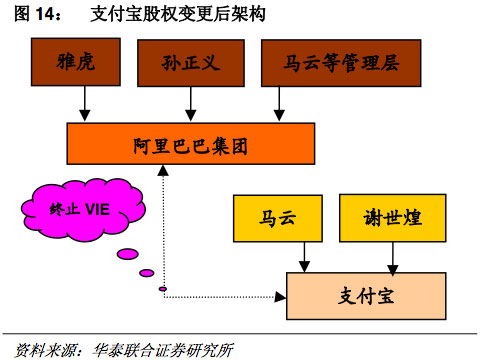 图 14： 支付宝股权变更后架构
雅虎
孙正义
马云等管理层
阿里巴巴集团
终止 VIE
马云
谢世煌
支付宝
资料来源：华泰联合证券研究所